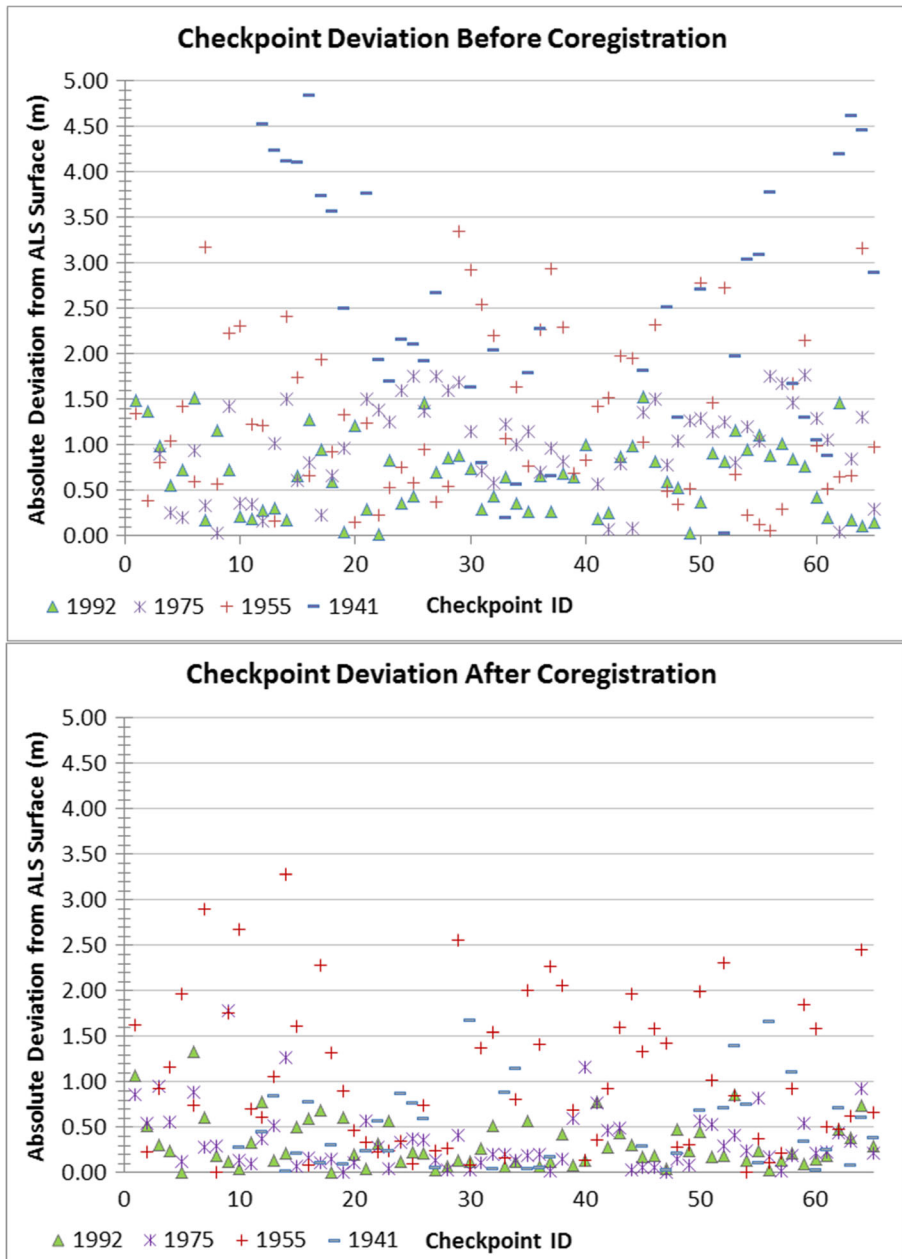 Checkpoint Deviation Before Coregistration
Absolute Deviation from ALS Surface (m)
5.00
4.50
4.00
3.50
3.00
2.50
2.00
1.50
1.00
0.50
0.00
0 10 20 30 40 50 60
1992 1975 1955 1941 Checkpoint ID
Checkpoint Deviation After Coregistration
Absolute Deviation from ALS Surface (m)
5.00
4.50
4.00
3.50
3.00
2.50
2.00
1.50
1.00
0.50
0.00
0 10 20 30 40 50 60
1992 1975 1955 1941 Checkpoint ID